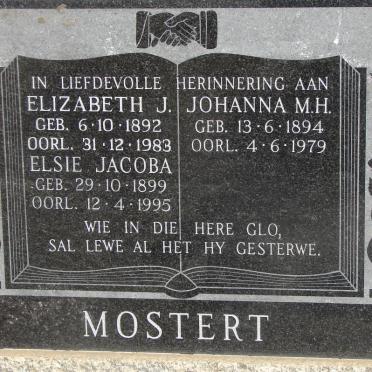 IN LIEFDEVOLLE HERINNERING AAN
ELIZABETH J.
GEB. 6·10·1892
OORL. 31·12·1983
ELSIE JACOBA
GEB. 29·10·1899
OORL. 12·4·1995
JOHANNA M.H.
GEB. 13·6·1894
OORL. 4·6·1979
WIE IN DIE HERE GLO,
SAL LEWE AL HET HY GESTERWE.
MOSTERT